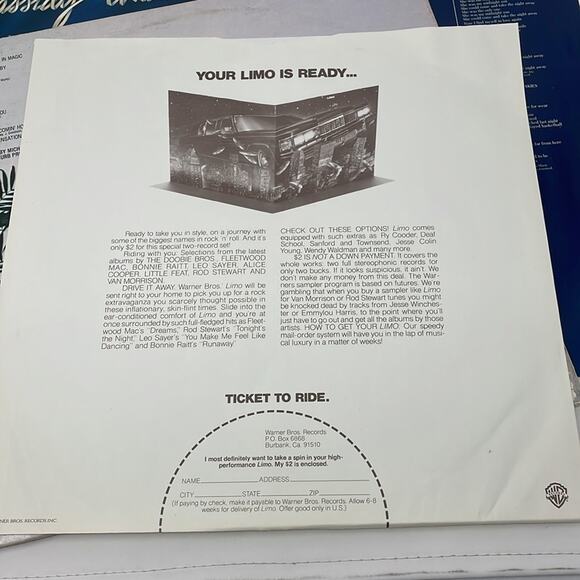 YOUR LIMO IS READY...
Ready to take you in style, on a journey with
some of the biggest names in rock 'n' roll. And it's
only $2 for this special two-record set!
Riding with you: Selections from the latest
albums by THE DOOBIE BROS., FLEETWOOD
MAC, BONNIE RAITT, LEO SAYER, ALICE
COOPER, LITTLE FEAT, ROD STEWART AND
VAN MORRISON.
DRIVE IT AWAY. Warner Bros. Limo will be
sent right to your home to pick you up for a rock
extravaganza you scarcely thought possible in
these inflationary, skin-flint times. Slide into the
ear-conditioned comfort of Limo and you're at
once surrounded by such full-fledged hits as Fleet-
wood Mac's "Dreams," Rod Stewart's "Tonight's
the Night," Leo Sayer's "You Make Me Feel Like
Dancing" and Bonnie Raitt's "Runaway."
CHECK OUT THESE OPTIONS! Limo comes
equipped with such extras as Ry Cooder, Deaf
School, Sanford and Townsend, Jesse Colin
Young, Wendy Waldman and many more.
$2 IS NOT A DOWN PAYMENT. It covers the
whole works: two full stereophonic records, for
only two bucks. If it looks suspicious, it ain't. We
don't make any money from this deal. The War-
ners sampler program is based on futures. We're
gambling that when you buy a sampler like Limo
for Van Morrison or Rod Stewart tunes you might
be knocked dead by tracks from Jesse Winches-
ter or Emmylou Harris, to the point where you'll
just have to go out and get all the albums by those
artists. HOW TO GET YOUR LIMO: Our speedy
mail-order system will have you in the lap of musi-
cal luxury in a matter of weeks!
TICKET TO RIDE.
Warner Bros. Records
P.O. Box 6868
Burbank, Ca. 91510
I most definitely want to take a spin in your high-
performance Limo. My $2 is enclosed.
NAME ADDRESS
CITY STATE ZIP
(If paying by check, make it payable to Warner Bros. Records. Allow 6-8
weeks for delivery of Limo. Offer good only in U.S.)
NER BROS. RECORDS INC.